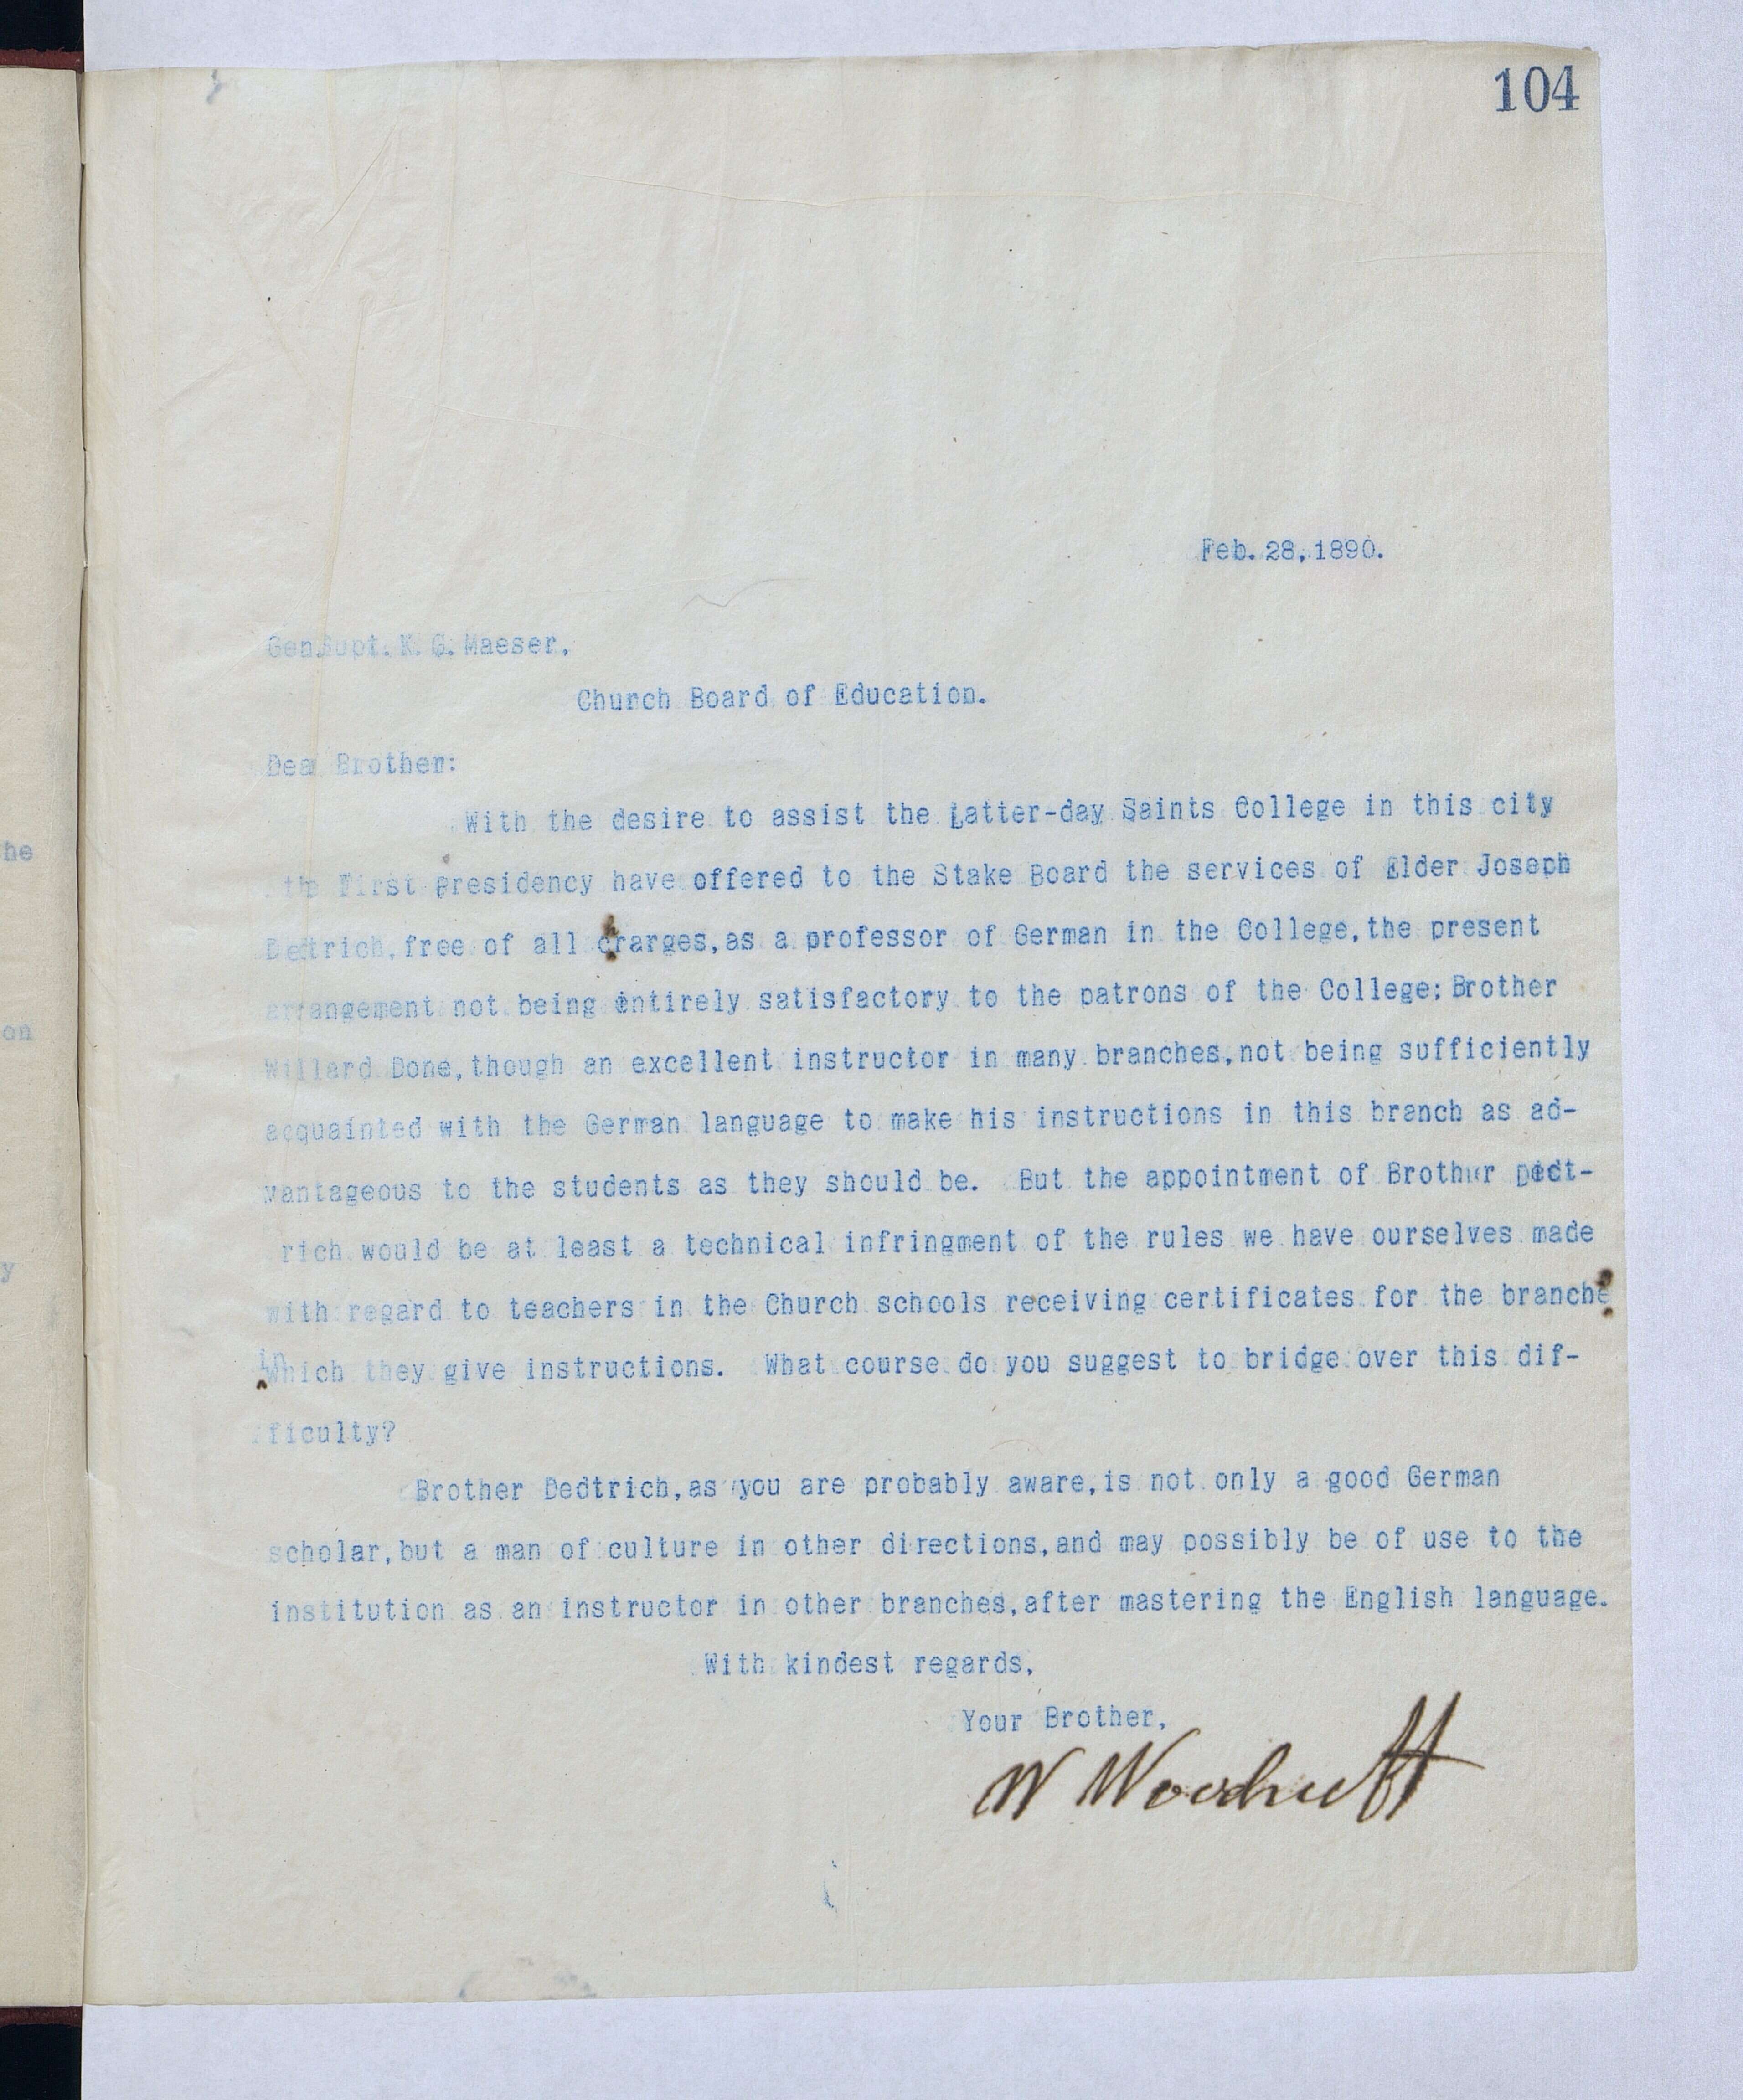 104
Feb. 28, 1890.
Gen. Supt. K. G. Maeser,
Church Board of Education.
Dear Brother:
With the desire to assist the Latter-day Saints College in this city
the First Presidency have offered to the Stake Board the services of Elder Joseph
Dedtrich, free of all charges, as a professor of German in the College, the present
arrangement not being entirely satisfactory to the patrons of the College; Brother
Willard Done, though an excellent instructor in many branches, not being sufficiently
acquainted with the German language to make his instructions in this branch as ad-
vantageous to the students as they should be. But the appointment of Brother Dedt-
rich would be at least a technical infringment of the rules we have ourselves made
with regard to teachers in the Church schools receiving certificates for the branche
in which they give instructions. What course do you suggest to bridge over this dif-
ficulty?
Brother Dedtrich, as you are probably aware, is not only a good German
scholar, but a man of culture in other directions, and may possibly be of use to the
institution as an instructor in other branches, after mastering the English language.
With kindest regards,
Your Brother,
W Woodruff
he
on
y